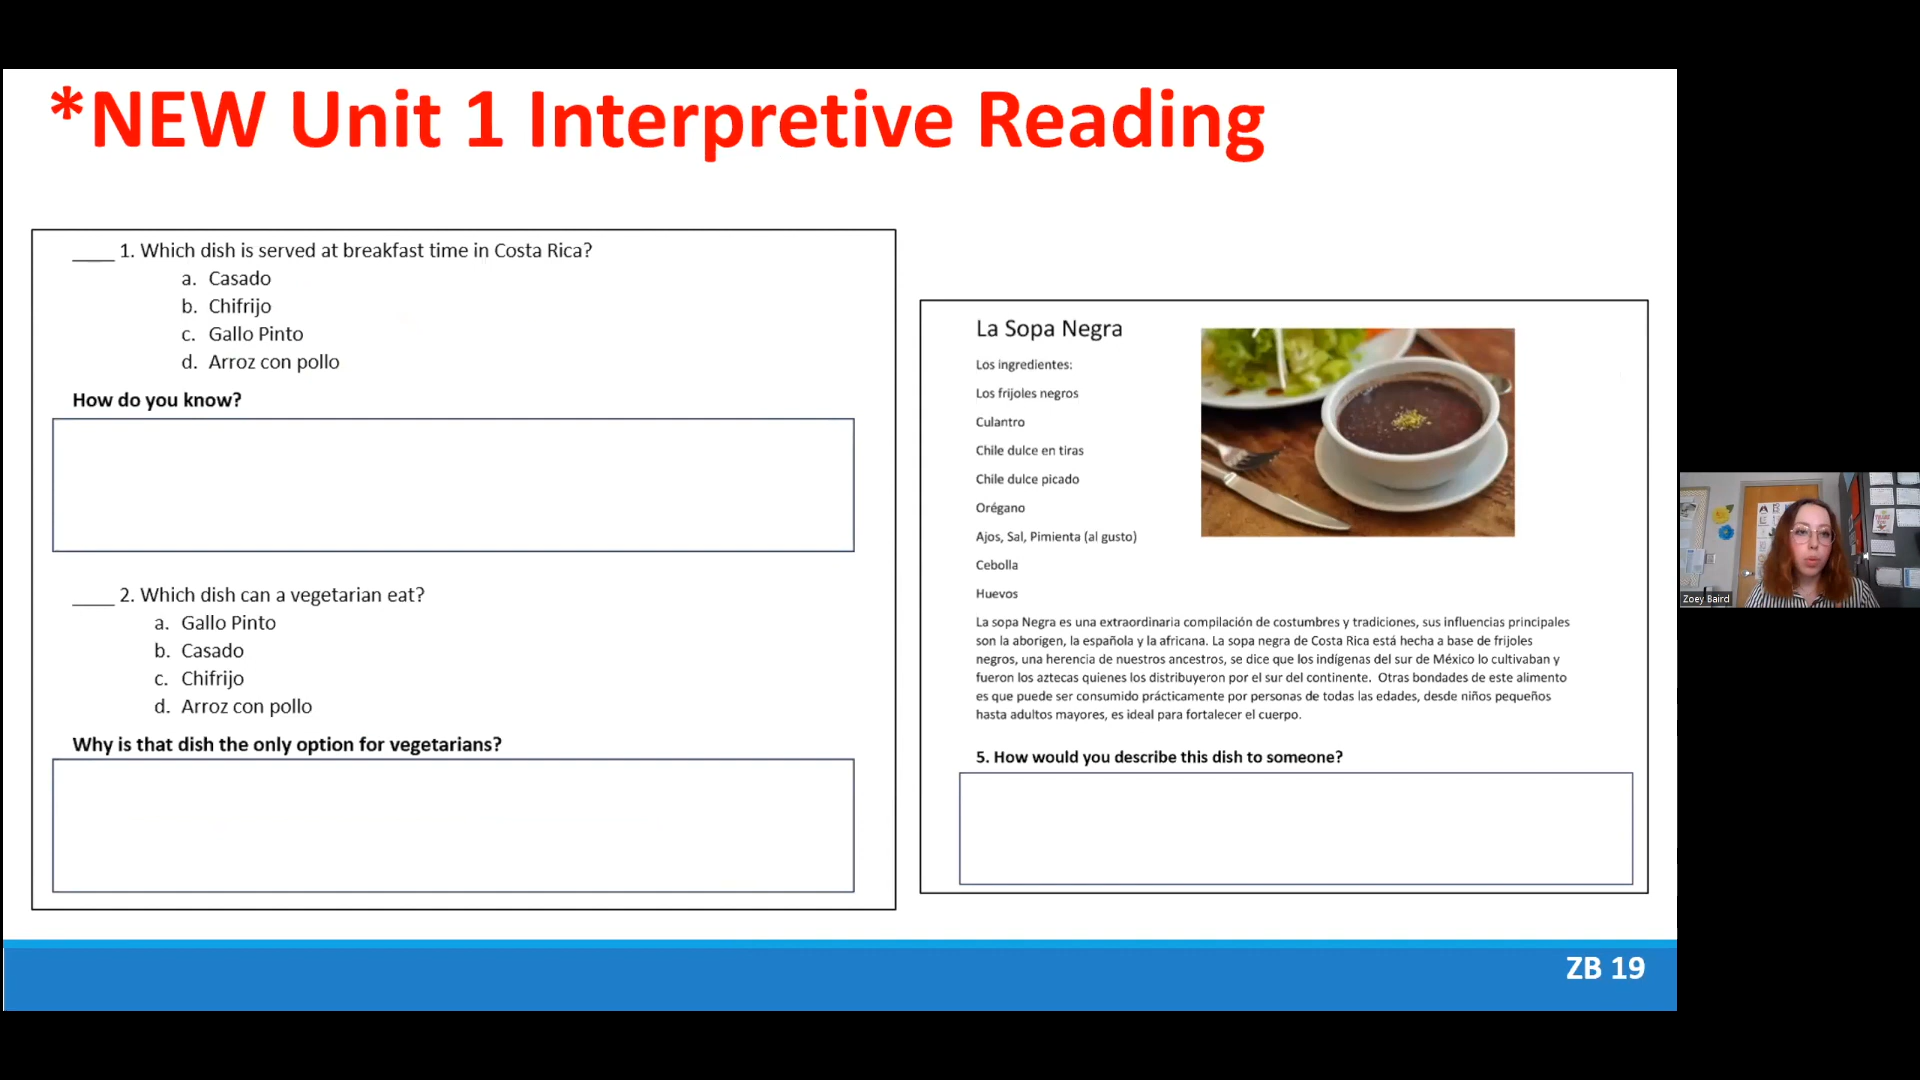 *NEW Unit 1 Interpretive Reading
____ 1. Which dish is served at breakfast time in Costa Rica?
a. Casado
b. Chifrijo
c. Gallo Pinto
d. Arroz con pollo
How do you know?
____ 2. Which dish can a vegetarian eat?
a. Gallo Pinto
b. Casado
c. Chifrijo
d. Arroz con pollo
Why is that dish the only option for vegetarians?
La Sopa Negra
Los ingredientes:
Los frijoles negros
Culantro
Chile dulce en tiras
Chile dulce picado
Orégano
Ajos, Sal, Pimienta (al gusto)
Cebolla
Huevos
La sopa Negra es una extraordinaria compilación de costumbres y tradiciones, sus influencias principales
son la aborigen, la española y la africana. La sopa negra de Costa Rica está hecha a base de frijoles
negros, una herencia de nuestros ancestros, se dice que los indígenas del sur de México lo cultivaban y
fueron los aztecas quienes los distribuyeron por el sur del continente. Otras bondades de este alimento
es que puede ser consumido prácticamente por personas de todas las edades, desde niños pequeños
hasta adultos mayores, es ideal para fortalecer el cuerpo.
5. How would you describe this dish to someone?
ZB 19
Zoey Baird